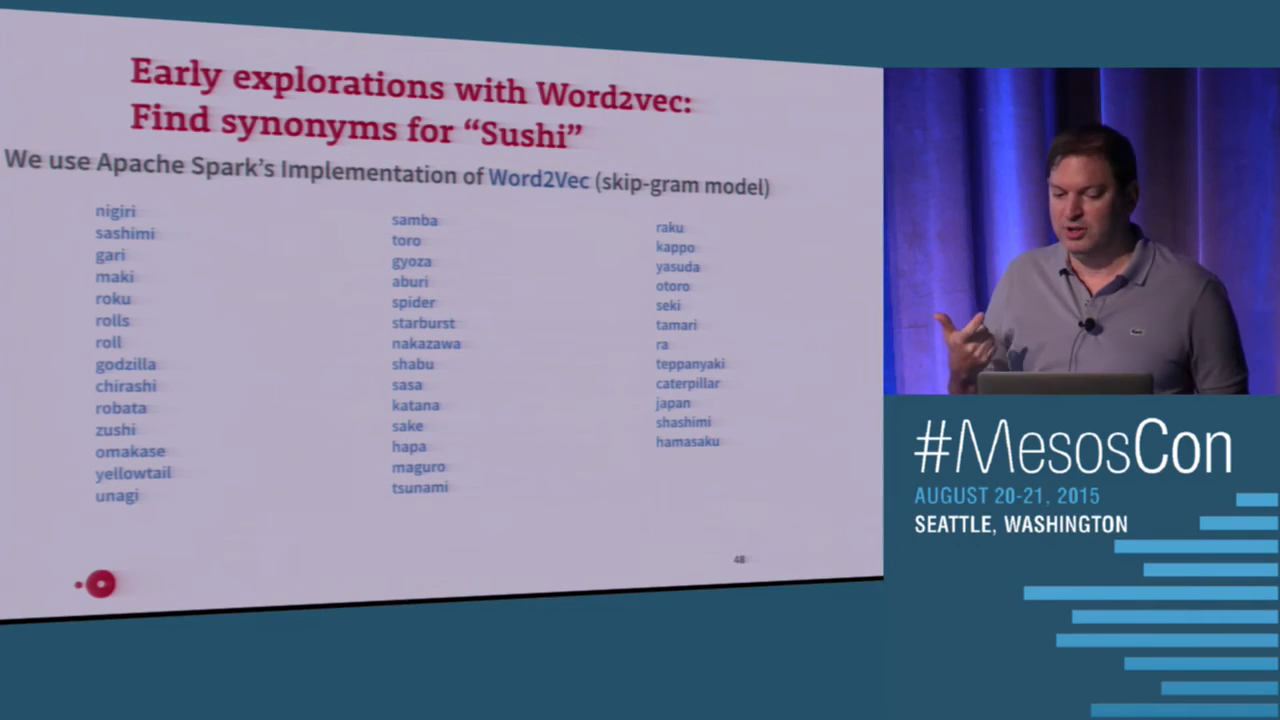 Early explorations with Word2vec:
Find synonyms for “Sushi”
We use Apache Spark’s Implementation of Word2Vec (skip-gram model)
nigiri
sashimi
gari
maki
roku
rolls
roll
godzilla
chirashi
robata
zushi
omakase
yellowtail
unagi
samba
toro
gyoza
aburi
spider
starburst
nakazawa
shabu
sasa
katana
sake
hapa
maguro
tsunami
raku
kappo
yasuda
otoro
seki
tamari
ra
teppanyaki
caterpillar
japan
shashimi
hamasaku
48
#MesosCon
AUGUST 20-21, 2015
SEATTLE, WASHINGTON